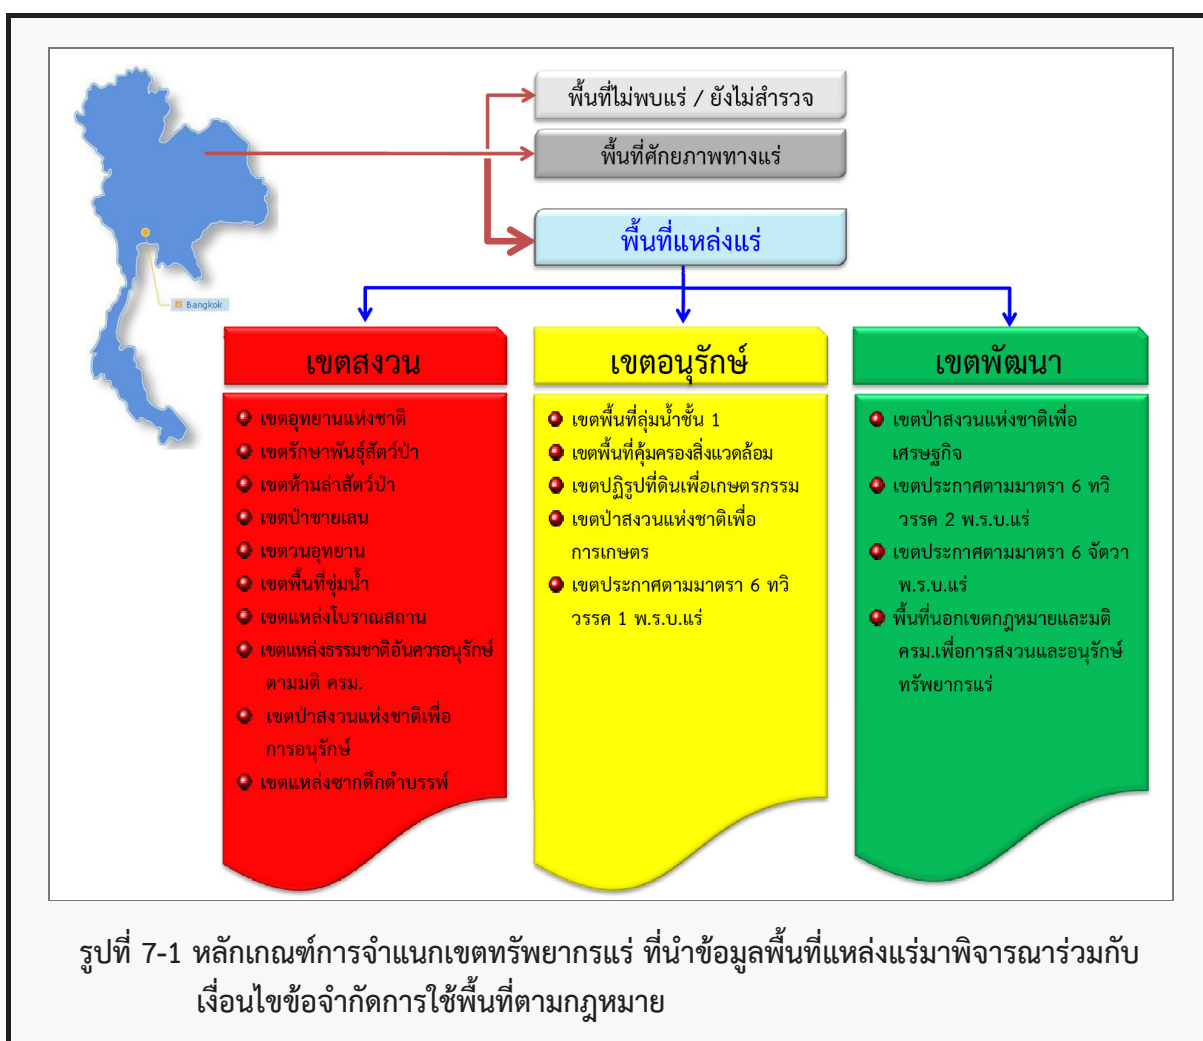 พื้นที่ไม่พบแร่ / ยังไม่สำรวจ
พื้นที่ศักยภาพทางแร่
พื้นที่แหล่งแร่
Bangkok
เขตสงวน
เขตอุทยานแห่งชาติ
เขตรักษาพันธุ์สัตว์ป่า
เขตห้ามล่าสัตว์ป่า
เขตป่าชายเลน
เขตวนอุทยาน
เขตพื้นที่ชุ่มน้ำ
เขตแหล่งโบราณสถาน
เขตแหล่งธรรมชาติอันควรอนุรักษ์
ตามมติ ครม.
เขตป่าสงวนแห่งชาติเพื่อ
การอนุรักษ์
เขตแหล่งซากดึกดำบรรพ์
เขตอนุรักษ์
เขตพื้นที่ลุ่มน้ำชั้น 1
เขตพื้นที่คุ้มครองสิ่งแวดล้อม
เขตปฏิรูปที่ดินเพื่อเกษตรกรรม
เขตป่าสงวนแห่งชาติเพื่อ
การเกษตร
เขตประกาศตามมาตรา 6 ทวิ
วรรค 1 พ.ร.บ.แร่
เขตพัฒนา
เขตป่าสงวนแห่งชาติเพื่อ
เศรษฐกิจ
เขตประกาศตามมาตรา 6 ทวิ
วรรค 2 พ.ร.บ.แร่
เขตประกาศตามมาตรา 6 จัตวา
พ.ร.บ.แร่
พื้นที่นอกเขตกฎหมายและมติ
ครม.เพื่อการสงวนและอนุรักษ์
ทรัพยากรแร่
รูปที่ 7-1 หลักเกณฑ์การจำแนกเขตทรัพยากรแร่ ที่นำข้อมูลพื้นที่แหล่งแร่มาพิจารณาร่วมกับ
เงื่อนไขข้อจำกัดการใช้พื้นที่ตามกฎหมาย